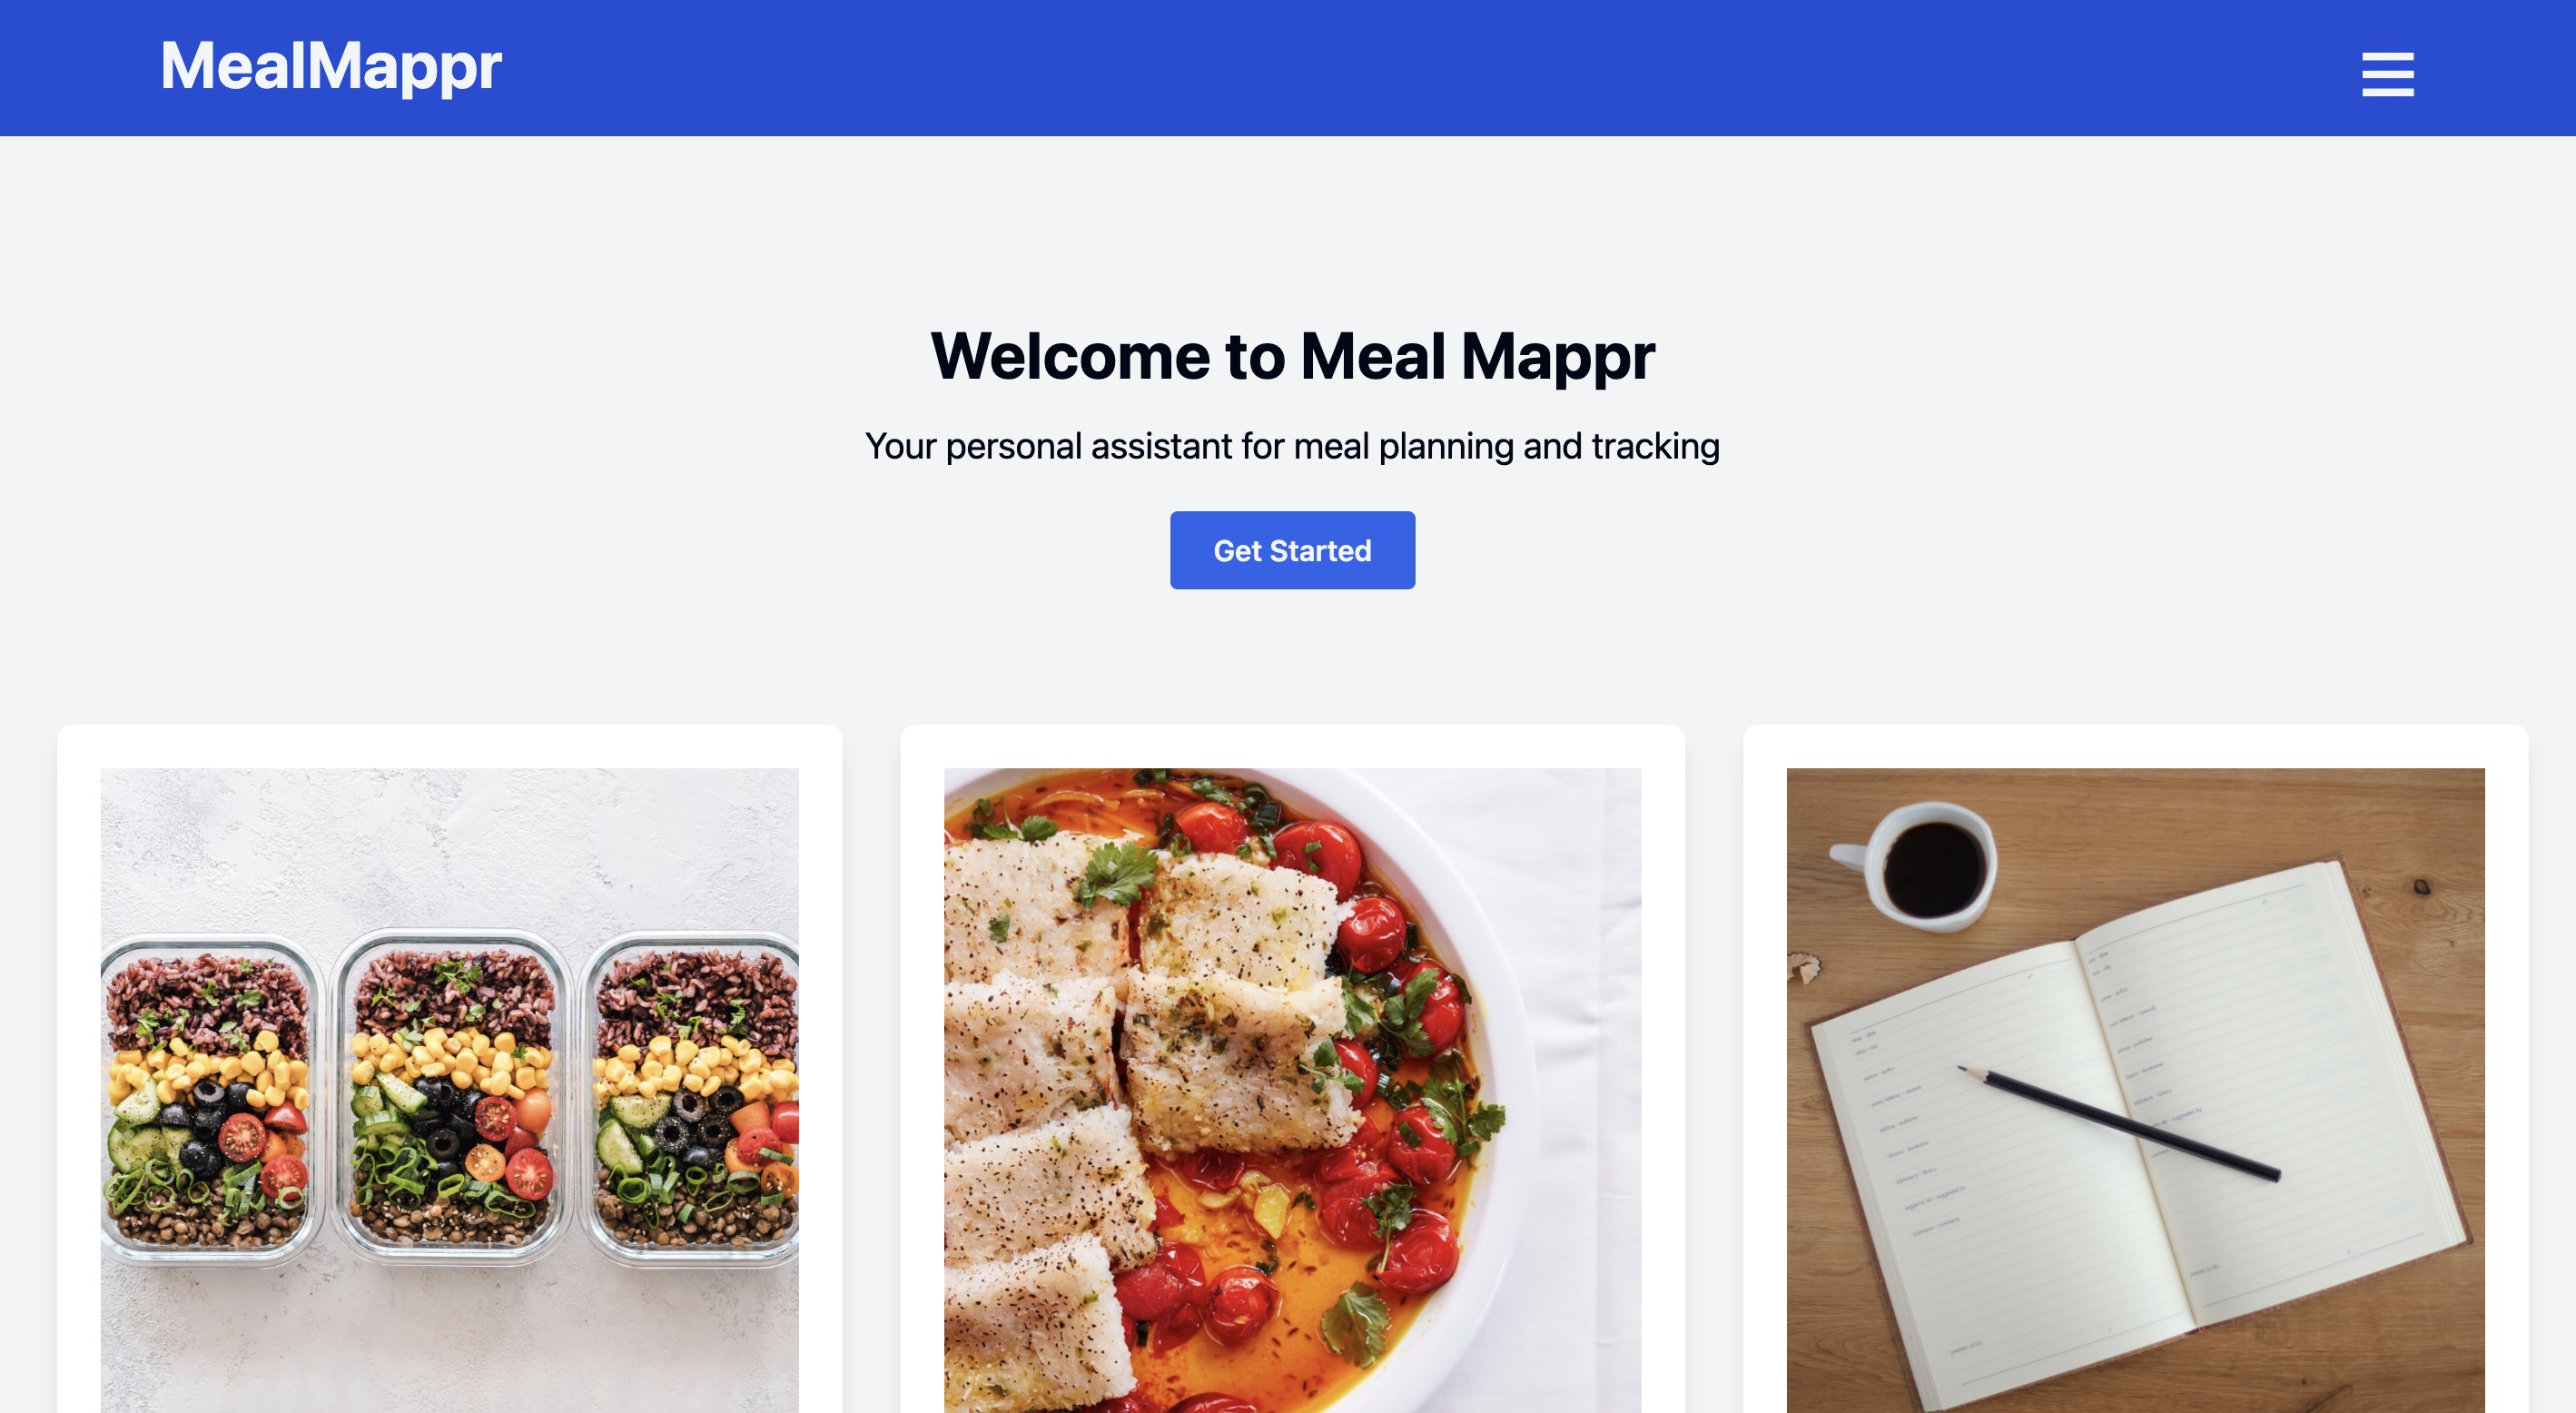 MealMappr
Welcome to Meal Mappr
Your personal assistant for meal planning and tracking
Get Started